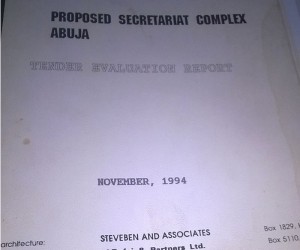 PROPOSED SECRETARIAT COMPLEX
ABUJA
TENDER EVALUATION REPORT
NOVEMBER, 1994
STEVEBEN AND ASSOCIATES
Box 1829,
architecture:
Partners Ltd.
Box 5110,